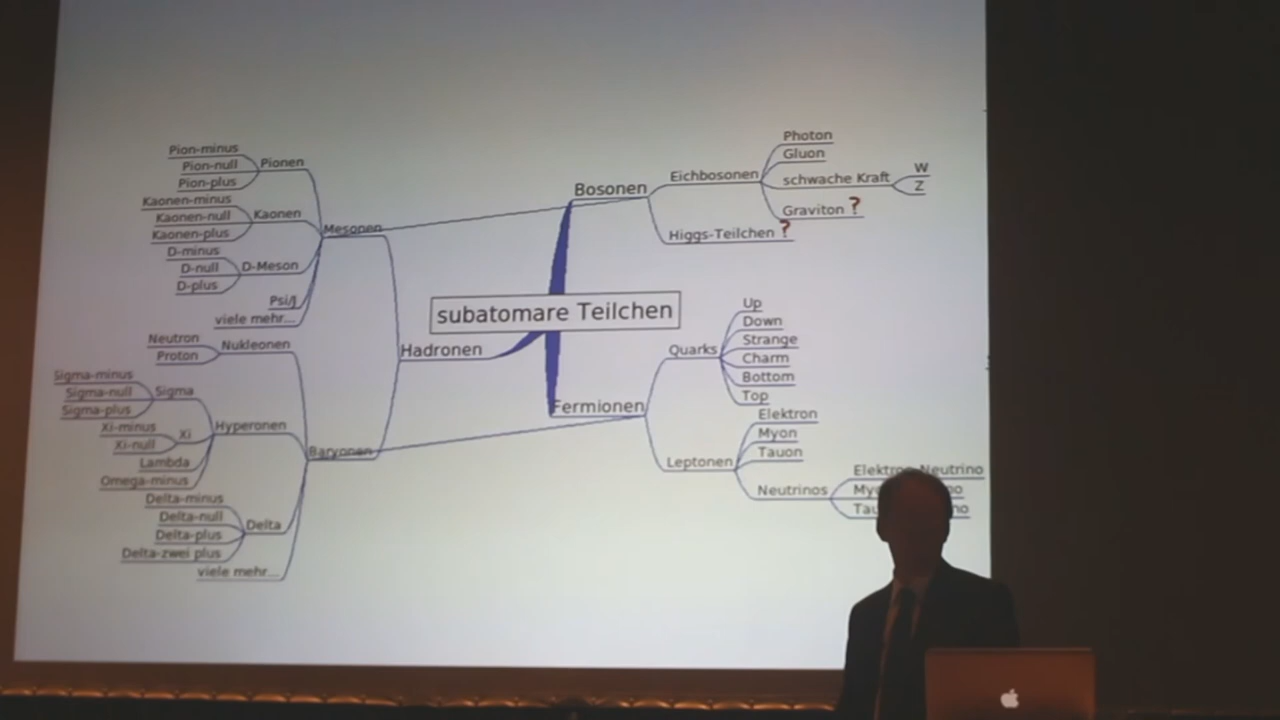 Pion-minus
Pion-null
Pion-plus
Pionen
Kaonen-minus
Kaonen-null
Kaonen-plus
Kaonen
D-minus
D-null
D-plus
D-Meson
Psi/J
viele mehr...
Mesonen
Neutron
Proton
Nukleonen
Sigma-minus
Sigma-null
Sigma-plus
Sigma
Xi-minus
Xi-null
Xi
Lambda
Omega-minus
Hyperonen
Delta-minus
Delta-null
Delta-plus
Delta-zwei plus
Delta
viele mehr...
Baryonen
Hadronen
subatomare Teilchen
Bosonen
Eichbosonen
Photon
Gluon
schwache Kraft
W
Z
Graviton ?
Higgs-Teilchen ?
Fermionen
Quarks
Up
Down
Strange
Charm
Bottom
Top
Leptonen
Elektron
Myon
Tauon
Neutrinos
Elektron-Neutrino